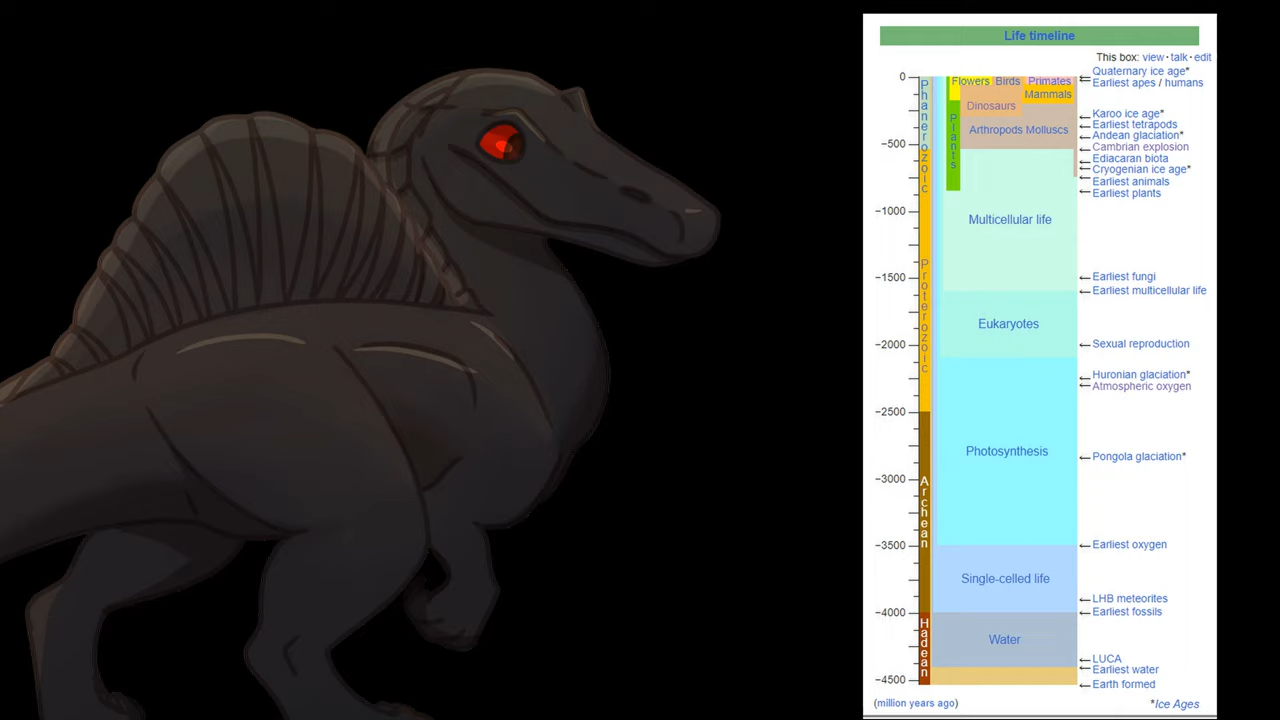 Life timeline
This box: view · talk · edit
0
−500
−1000
−1500
−2000
−2500
−3000
−3500
−4000
−4500
Phanerozoic
Proterozoic
Archean
Hadean
Flowers Birds Primates
Mammals
Dinosaurs
Plants
Arthropods Molluscs
Multicellular life
Eukaryotes
Photosynthesis
Single-celled life
Water
←Quaternary ice age*
←Earliest apes / humans
←Karoo ice age*
←Earliest tetrapods
←Andean glaciation*
←Cambrian explosion
←Ediacaran biota
←Cryogenian ice age*
←Earliest animals
←Earliest plants
←Earliest fungi
←Earliest multicellular life
←Sexual reproduction
←Huronian glaciation*
←Atmospheric oxygen
←Pongola glaciation*
←Earliest oxygen
←LHB meteorites
←Earliest fossils
←LUCA
←Earliest water
←Earth formed
(million years ago)
*Ice Ages